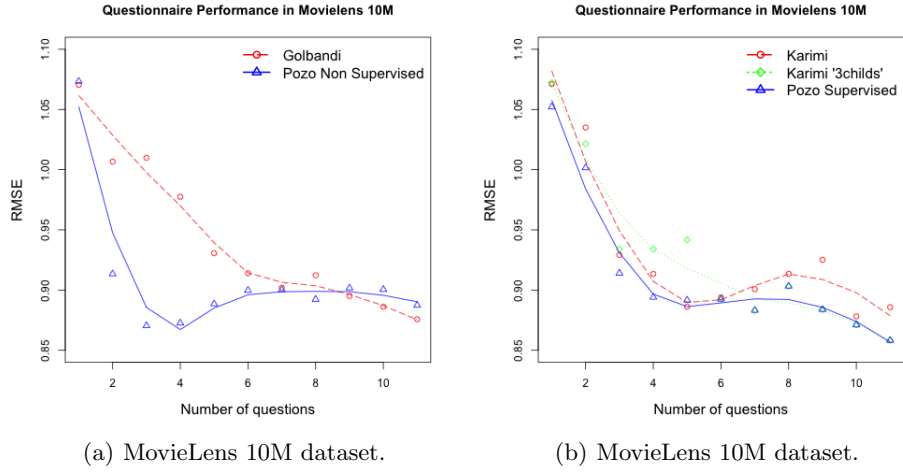 Questionnaire Performance in Movielens 10M
Golbandi
Pozo Non Supervised
1.10
1.05
1.00
0.95
0.90
0.85
RMSE
2 4 6 8 10
Number of questions
(a) MovieLens 10M dataset.
Questionnaire Performance in Movielens 10M
Karimi
Karimi '3childs'
Pozo Supervised
1.10
1.05
1.00
0.95
0.90
0.85
RMSE
2 4 6 8 10
Number of questions
(b) MovieLens 10M dataset.